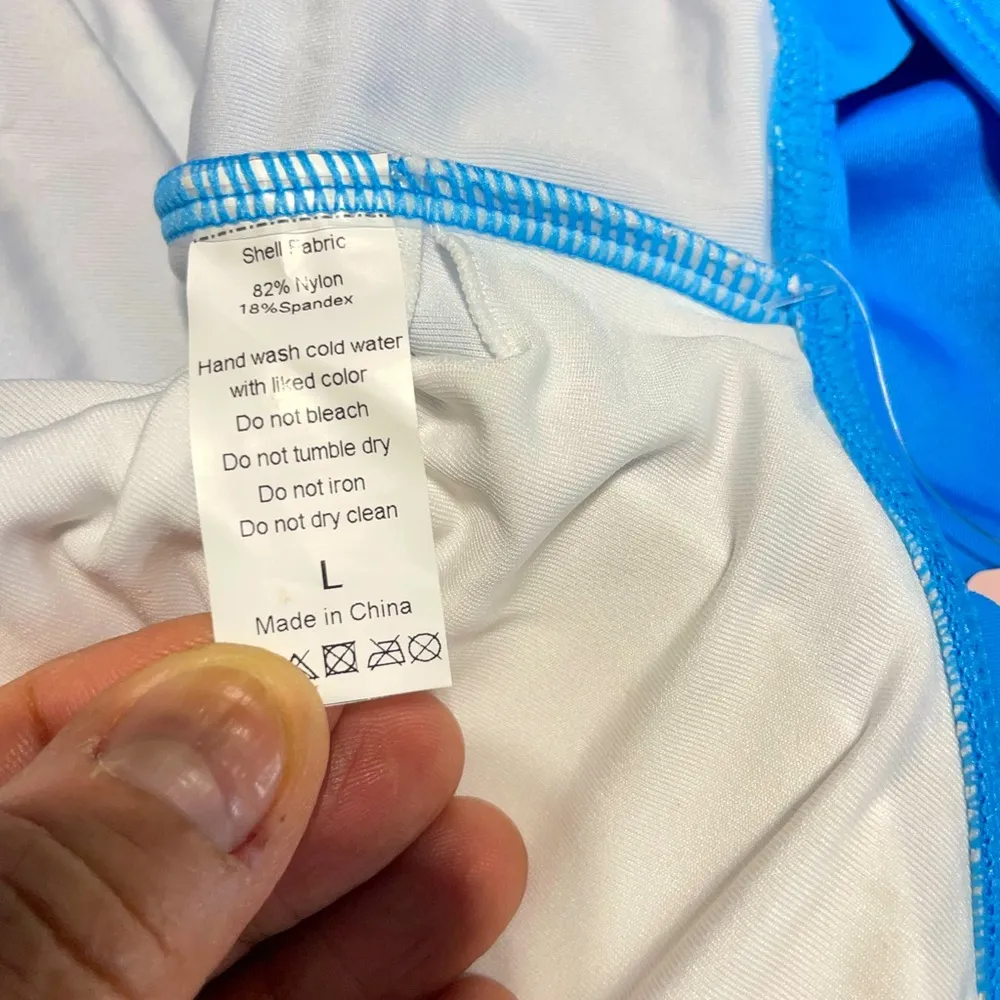 Shell Fabric
82% Nylon
18%Spandex
Hand wash cold water
with liked color
Do not bleach
Do not tumble dry
Do not iron
Do not dry clean
L
Made in China